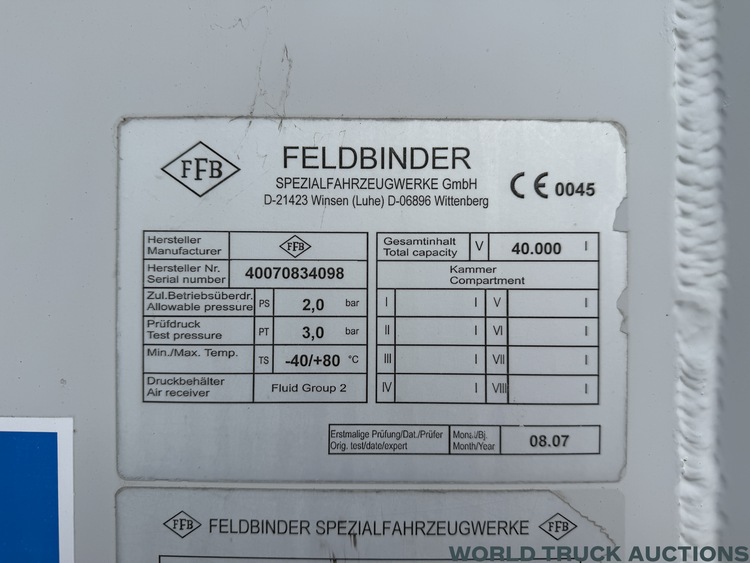 FFB
FELDBINDER
SPEZIALFAHRZEUGWERKE GmbH
D-21423 Winsen (Luhe) D-06896 Wittenberg
CE 0045
Hersteller
Manufacturer
FFB
Hersteller Nr.
Serial number
40070834098
Zul.Betriebsüberdr.
Allowable pressure
PS 2,0 bar
Prüfdruck
Test pressure
PT 3,0 bar
Min./Max. Temp.
TS -40/+80 °C
Druckbehälter
Air receiver
Fluid Group 2
Gesamtinhalt
Total capacity
V 40.000 l
Kammer
Compartment
I l V l
II l VI l
III l VII l
IV l VIII l
Erstmalige Prüfung/Dat./Prüfer
Orig. test/date/expert
Monat/Bj.
Month/Year
08.07
FFB FELDBINDER SPEZIALFAHRZEUGWERKE FFB
WORLD TRUCK AUCTIONS